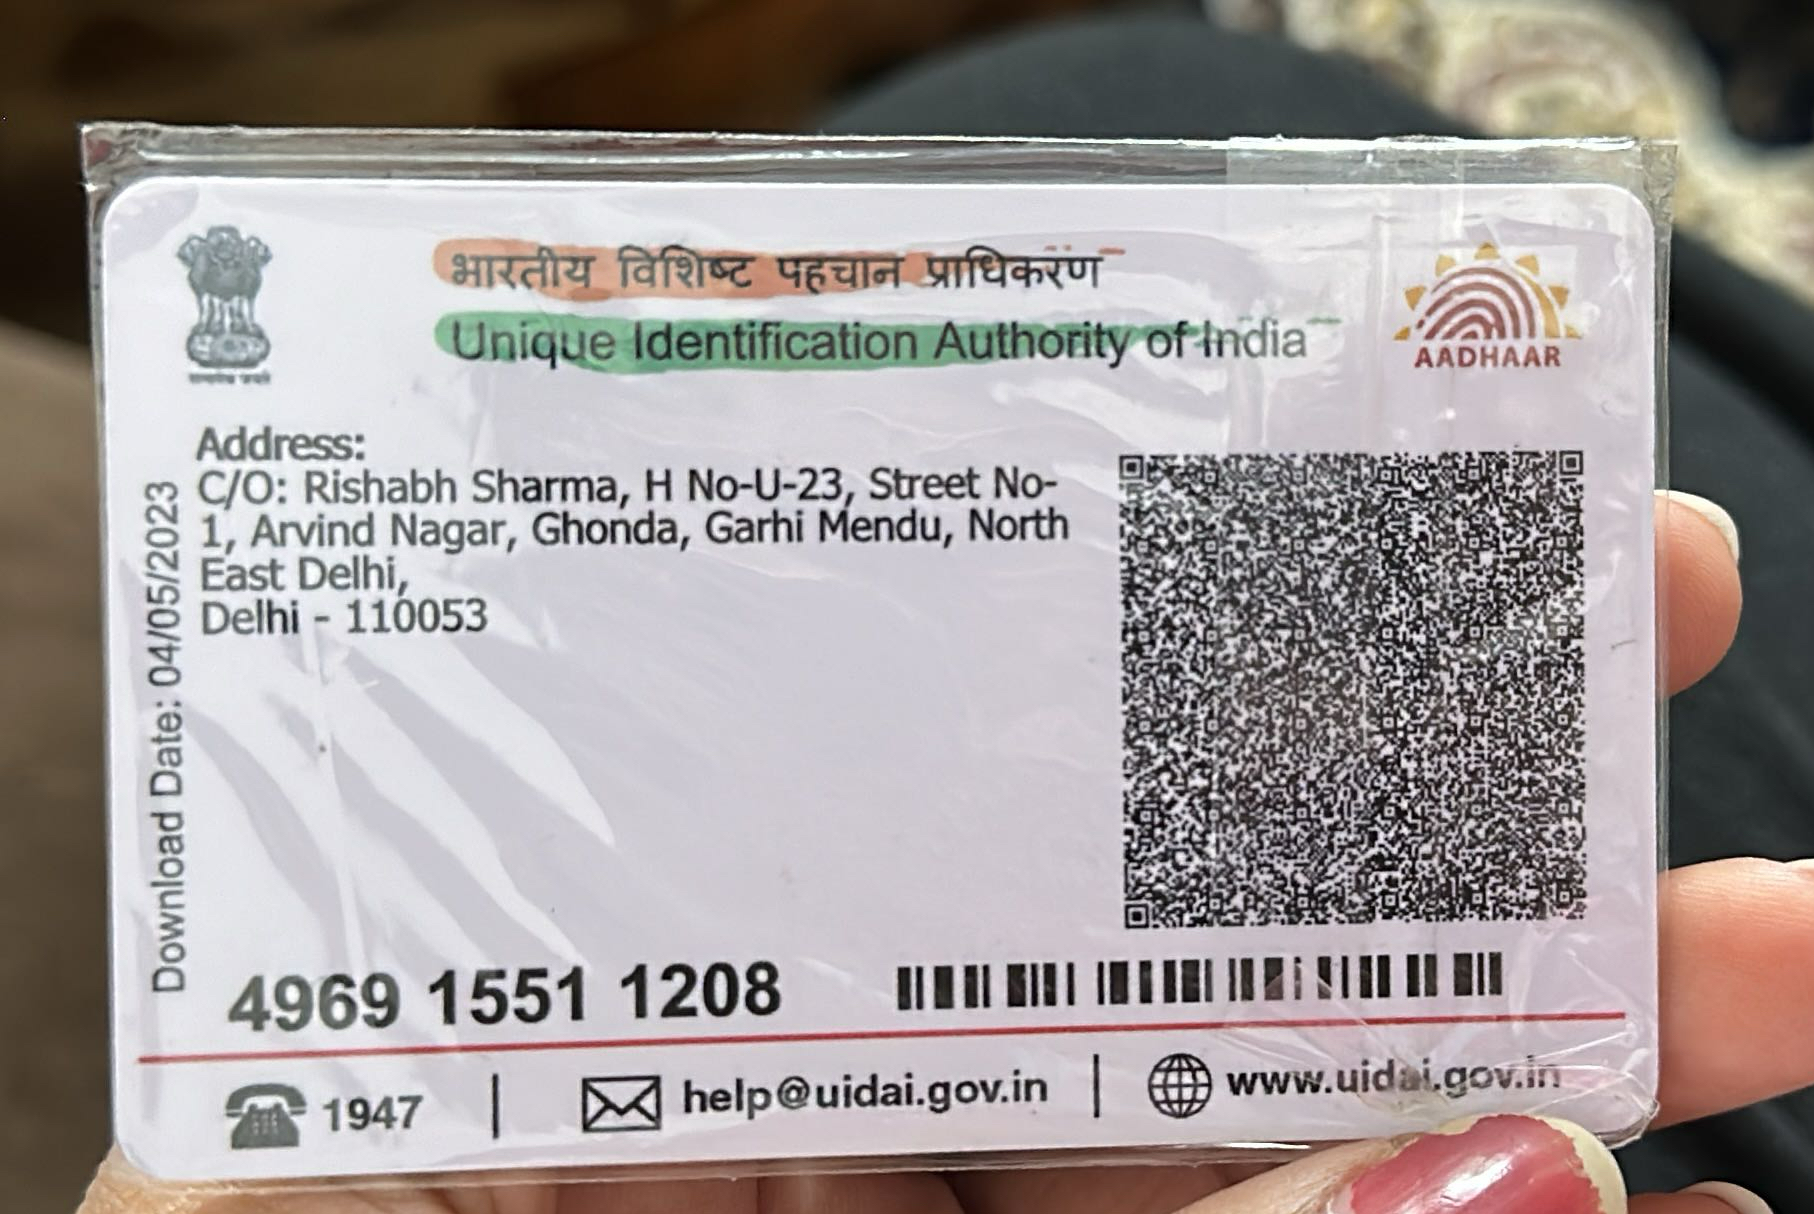 भारतीय विशिष्ट पहचान प्राधिकरण
Unique Identification Authority of India
AADHAAR
Address:
C/O: Rishabh Sharma, H No-U-23, Street No-
1, Arvind Nagar, Ghonda, Garhi Mendu, North
East Delhi,
Delhi - 110053
Download Date: 04/05/2023
4969 1551 1208
1947 | help@uidai.gov.in | www.uidai.gov.in